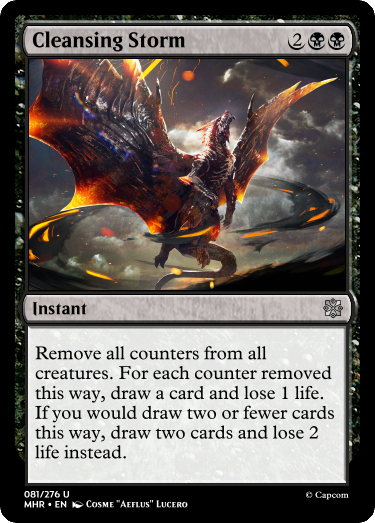 Cleansing Storm 2
Instant
Remove all counters from all
creatures. For each counter removed
this way, draw a card and lose 1 life.
If you would draw two or fewer cards
this way, draw two cards and lose 2
life instead.
081/276 U
MHR • EN Cosme "Aeflus" Lucero
© Capcom